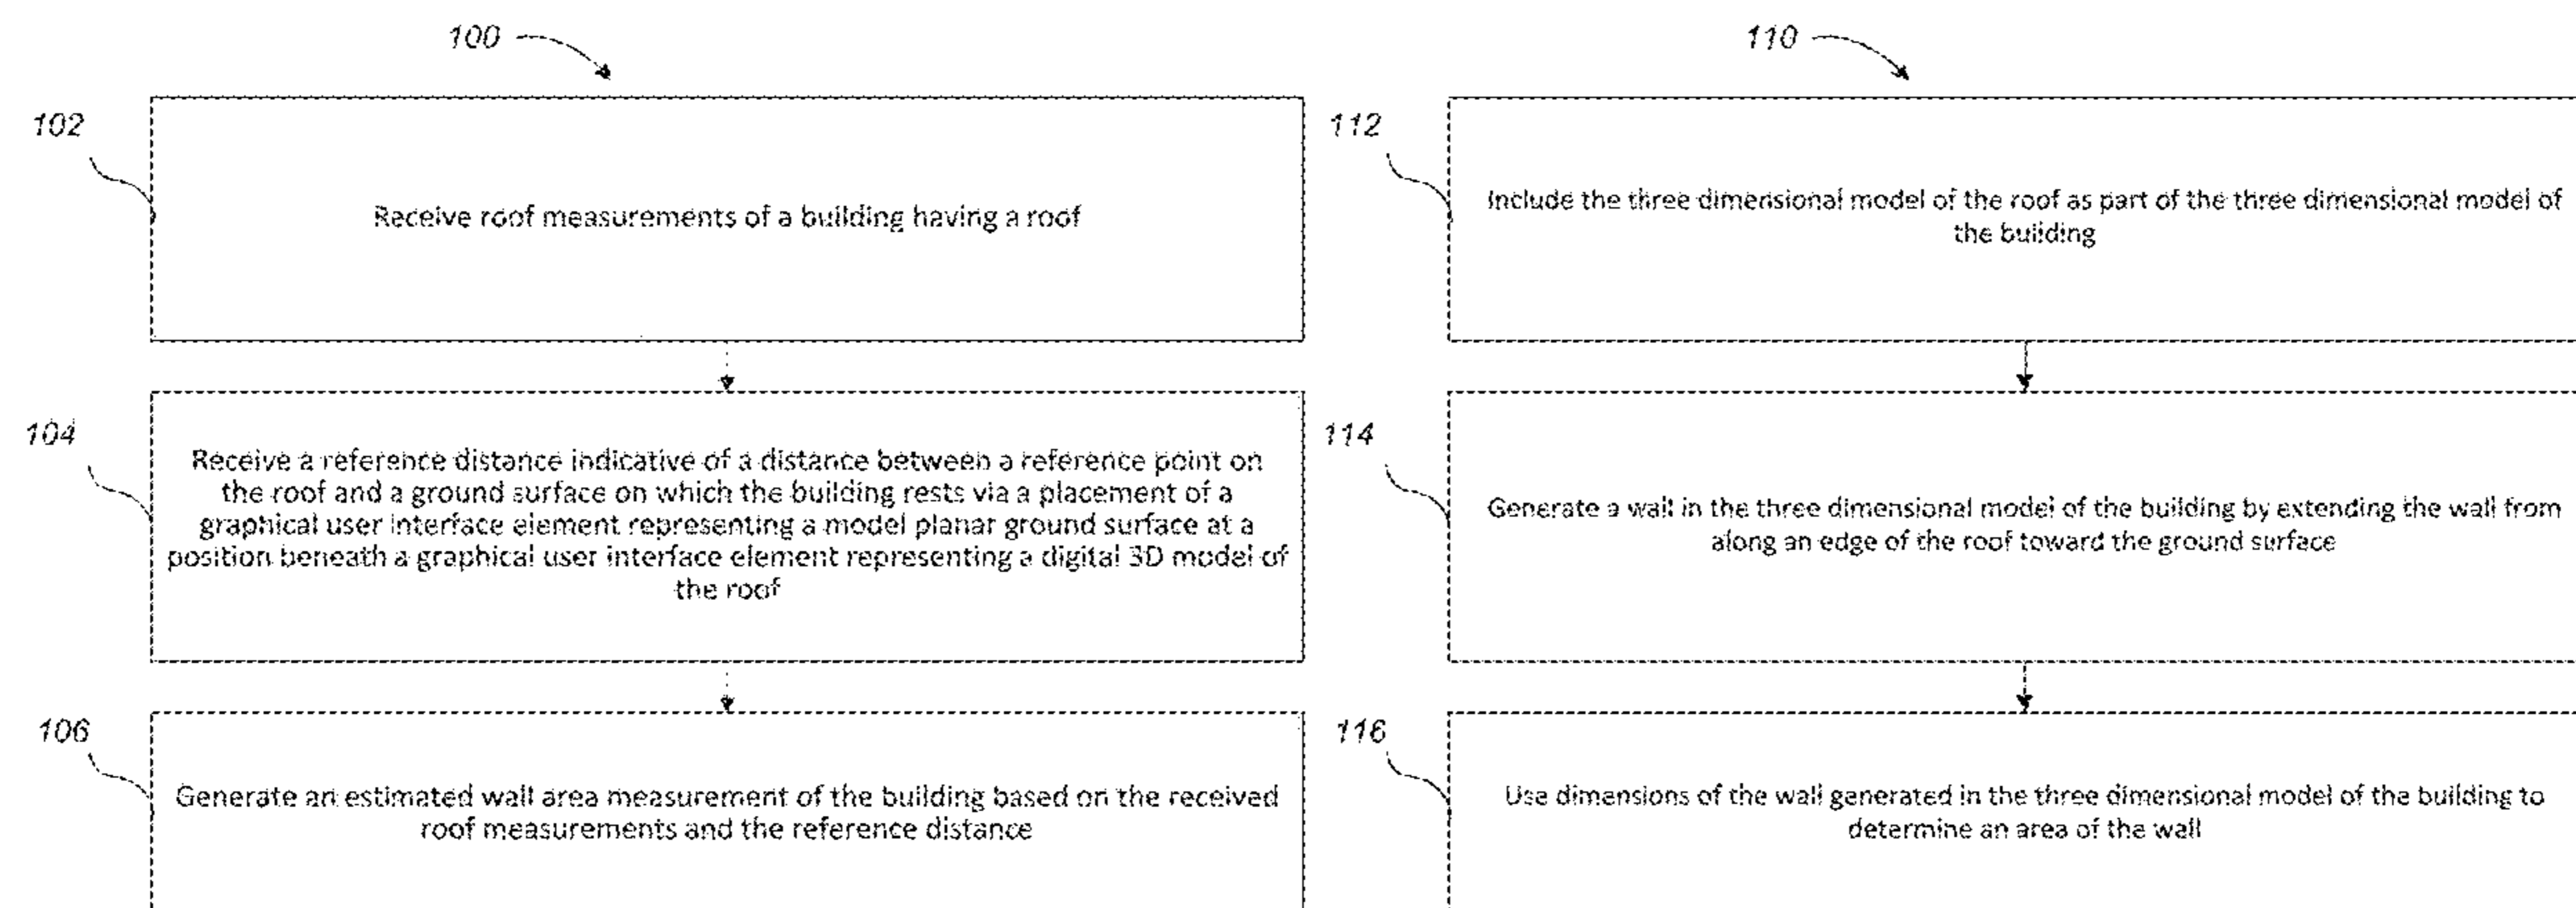 100
102
Receive roof measurements of a building having a roof
104
Receive a reference distance indicative of a distance between a reference point on
the roof and a ground surface on which the building rests via a placement of a
graphical user interface element representing a model planar ground surface at a
position beneath a graphical user interface element representing a digital 3D model of
the roof
106
Generate an estimated wall area measurement of the building based on the received
roof measurements and the reference distance
110
112
Include the three dimensional model of the roof as part of the three dimensional model of
the building
114
Generate a wall in the three dimensional model of the building by extending the wall from
along an edge of the roof toward the ground surface
116
Use dimensions of the wall generated in the three dimensional model of the building to
determine an area of the wall